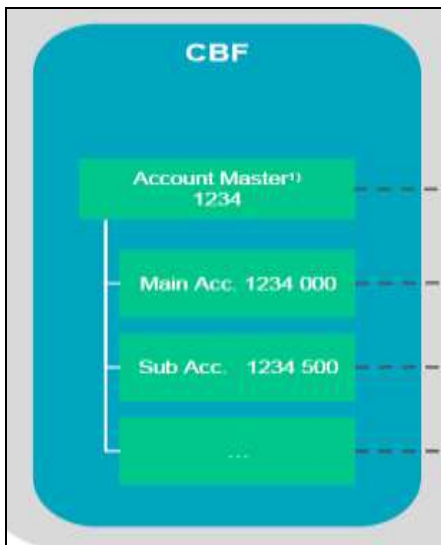 CBF
Account Master¹⁾
1234
Main Acc. 1234 000
Sub Acc. 1234 500
...